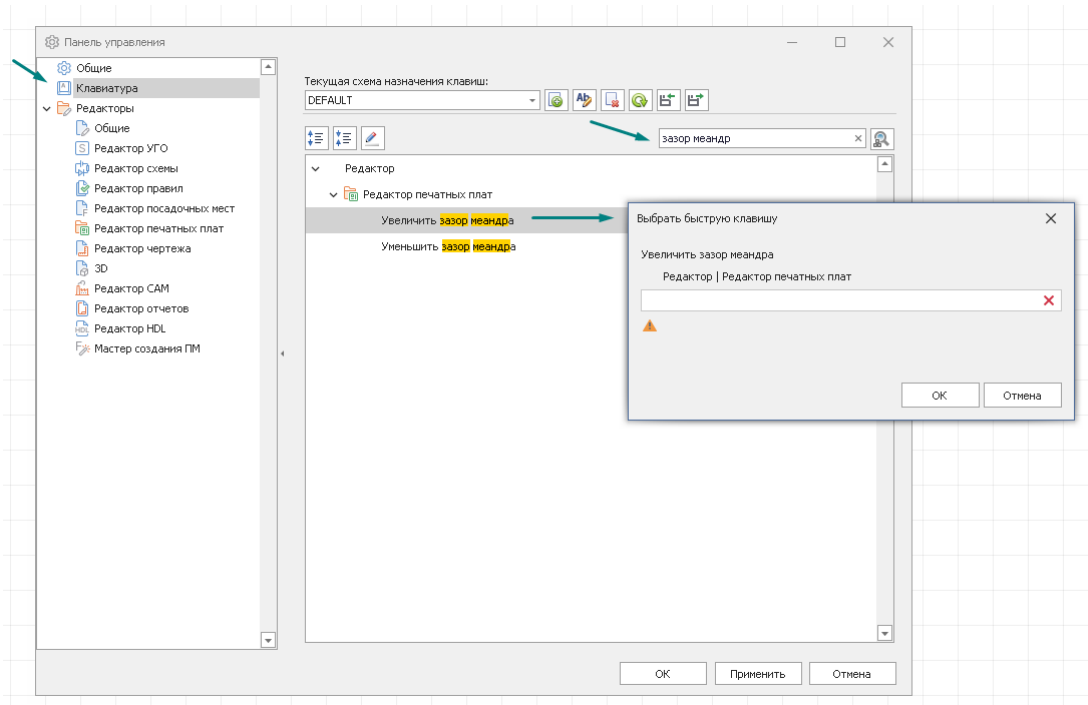 Панель управления
Общие
Клавиатура
Редакторы
Общие
Редактор УГО
Редактор схемы
Редактор правил
Редактор посадочных мест
Редактор печатных плат
Редактор чертежа
3D
Редактор CAM
Редактор отчетов
Редактор HDL
Мастер создания ПМ
Текущая схема назначения клавиш:
DEFAULT
зазор меандр
Редактор
Редактор печатных плат
Увеличить зазор меандра
Уменьшить зазор меандра
Выбрать быструю клавишу
Увеличить зазор меандра
Редактор | Редактор печатных плат
OK
Отмена
OK
Применить
Отмена